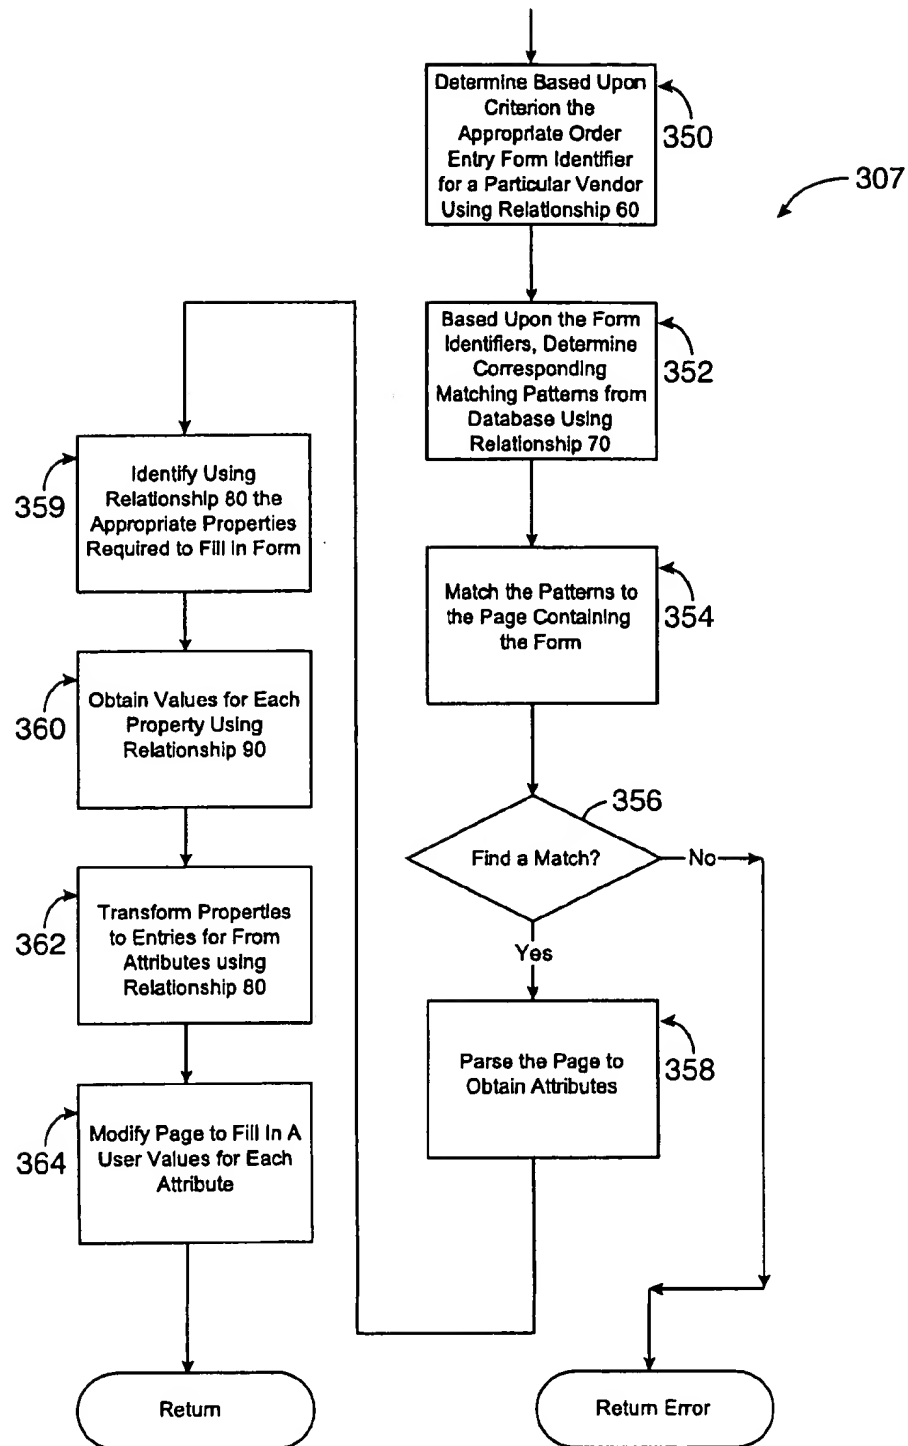 Determine Based Upon
Criterion the
Appropriate Order
Entry Form Identifier
for a Particular Vendor
Using Relationship 60
350
307
Based Upon the Form
Identifiers, Determine
Corresponding
Matching Patterns from
Database Using
Relationship 70
352
Match the Patterns to
the Page Containing
the Form
354
Find a Match?
356
No
Yes
Parse the Page to
Obtain Attributes
358
Return Error
Identify Using
Relationship 80 the
Appropriate Properties
Required to Fill In Form
359
Obtain Values for Each
Property Using
Relationship 90
360
Transform Properties
to Entries for From
Attributes using
Relationship 80
362
Modify Page to Fill In A
User Values for Each
Attribute
364
Return